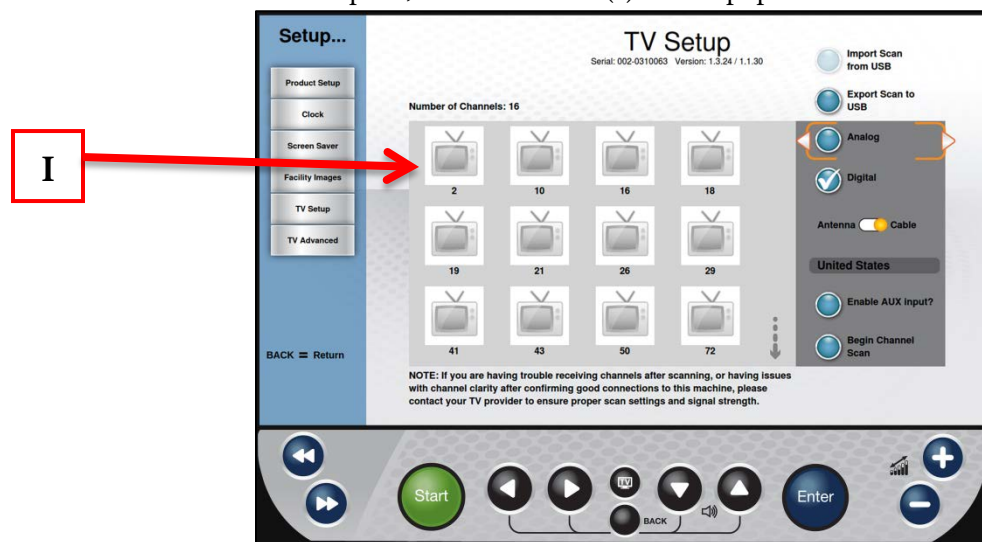 Setup...
TV Setup
Serial: 002-0310063 Version: 1.3.24 / 1.1.30
Import Scan
from USB
Export Scan to
USB
Product Setup
Clock
Screen Saver
Facility Images
TV Setup
TV Advanced
BACK = Return
I
Number of Channels: 16
2 10 16 18
19 21 26 29
41 43 50 72
Analog
Digital
Antenna Cable
United States
Enable AUX input?
Begin Channel
Scan
NOTE: If you are having trouble receiving channels after scanning, or having issues
with channel clarity after confirming good connections to this machine, please
contact your TV provider to ensure proper scan settings and signal strength.
Start
TV
BACK
Enter